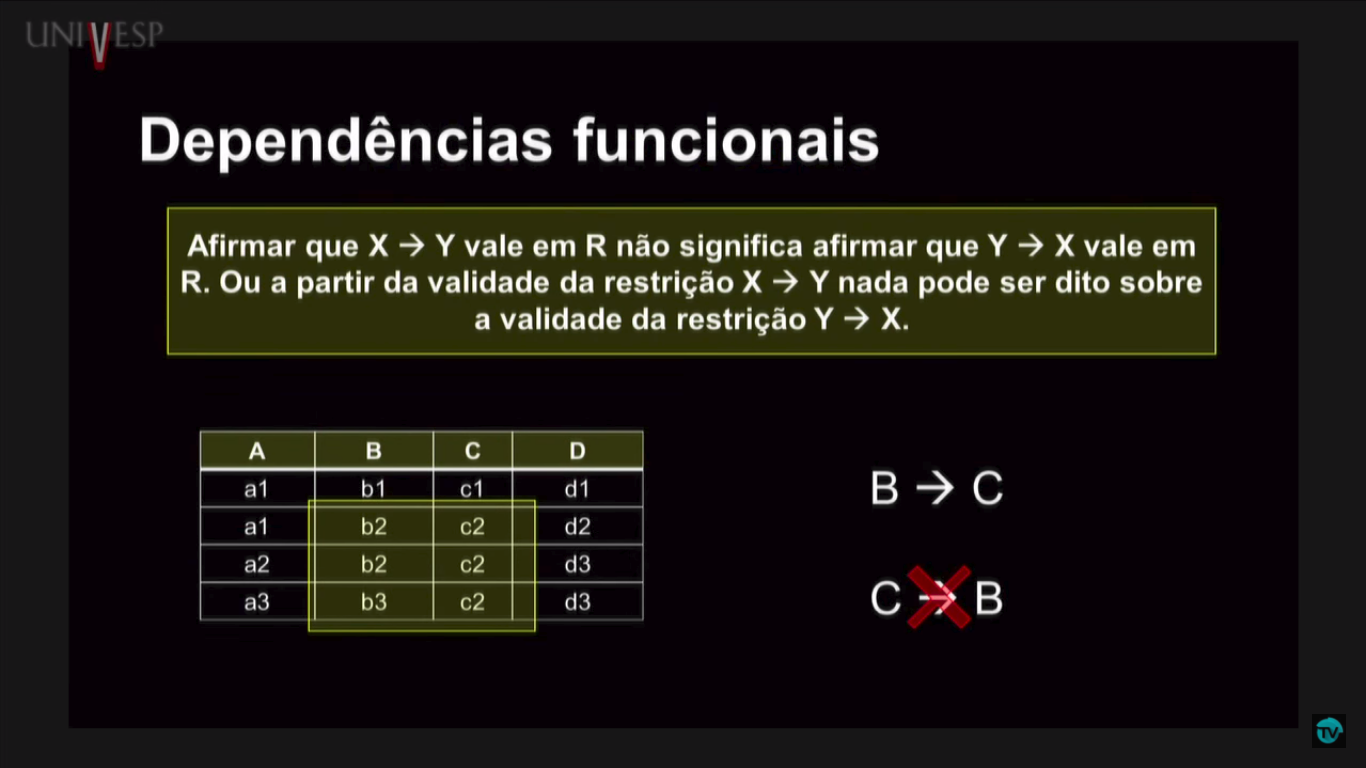 UNIVESP
Dependências funcionais
Afirmar que X → Y vale em R não significa afirmar que Y → X vale em
R. Ou a partir da validade da restrição X → Y nada pode ser dito sobre
a validade da restrição Y → X.
A B C D
a1 b1 c1 d1
a1 b2 c2 d2
a2 b2 c2 d3
a3 b3 c2 d3
B → C
C → B
TV